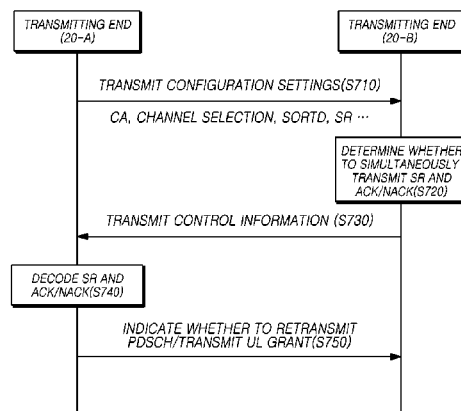 TRANSMITTING END
(20-A)
TRANSMITTING END
(20-B)
TRANSMIT CONFIGURATION SETTINGS(S710)
CA, CHANNEL SELECTION, SORTD, SR ...
DETERMINE WHETHER
TO SIMULTANEOUSLY
TRANSMIT SR AND
ACK/NACK(S720)
TRANSMIT CONTROL INFORMATION (S730)
DECODE SR AND
ACK/NACK(S740)
INDICATE WHETHER TO RETRANSMIT
PDSCH/TRANSMIT UL GRANT(S750)